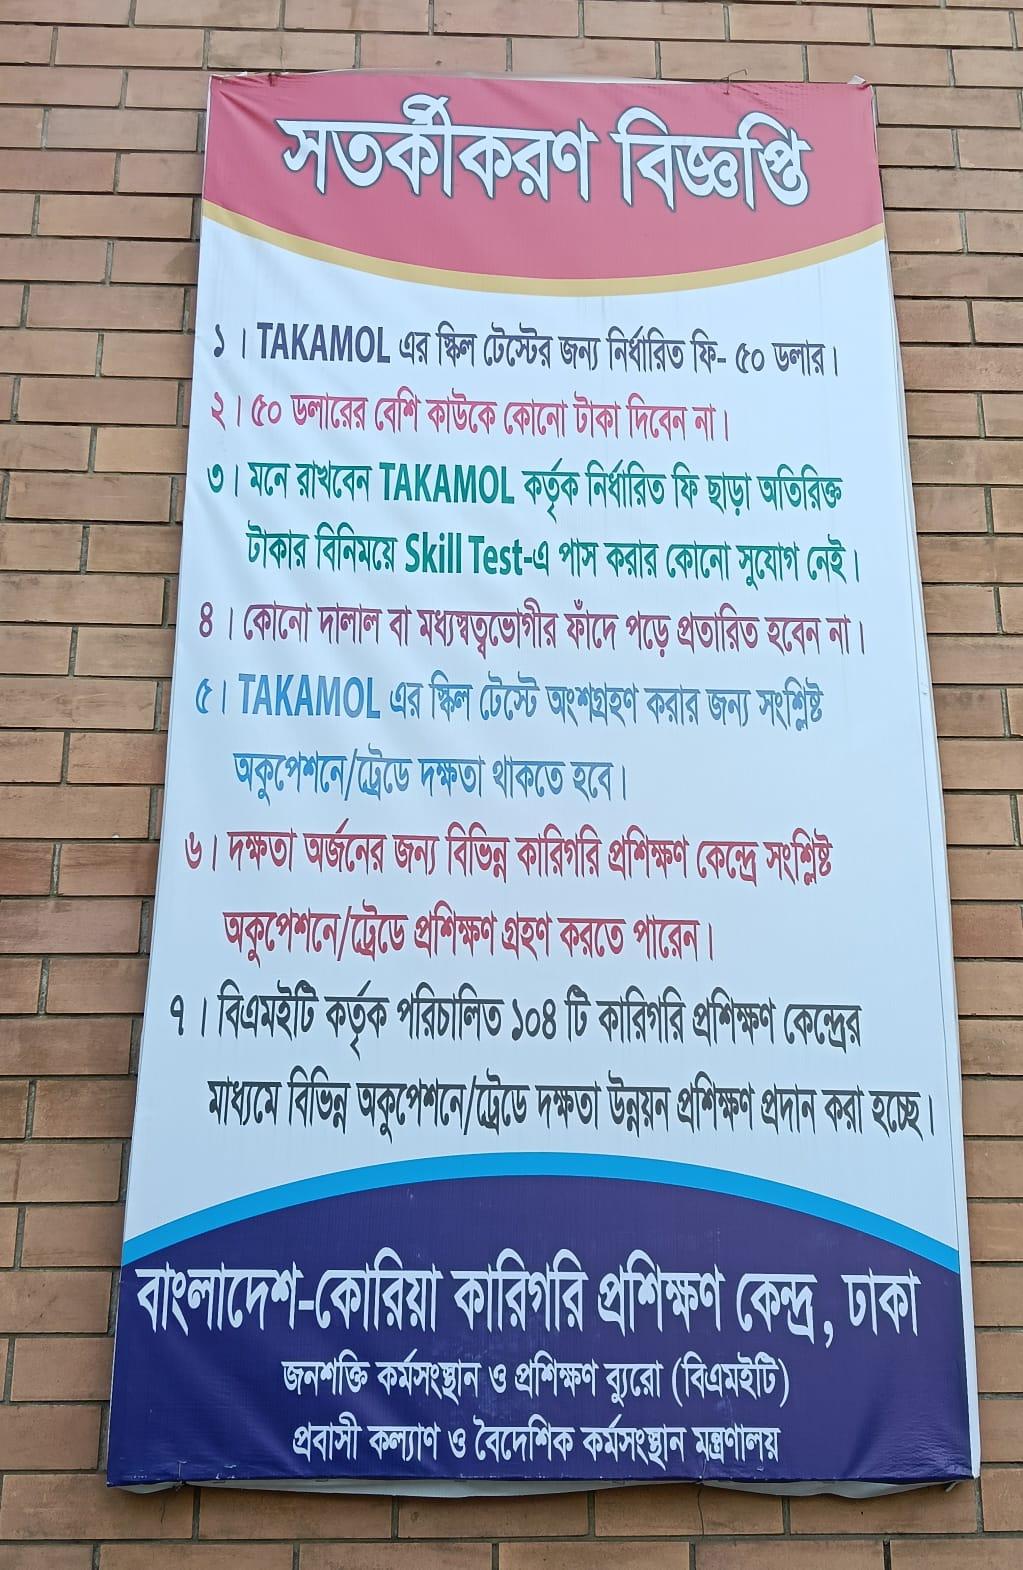 সতর্কীকরণ বিজ্ঞপ্তি
১। TAKAMOL এর স্কিল টেস্টের জন্য নির্ধারিত ফি- ৫০ ডলার।
২। ৫০ ডলারের বেশি কাউকে কোনো টাকা দিবেন না।
৩। মনে রাখবেন TAKAMOL কর্তৃক নির্ধারিত ফি ছাড়া অতিরিক্ত
টাকার বিনিময়ে Skill Test-এ পাস করার কোনো সুযোগ নেই।
৪। কোনো দালাল বা মধ্যস্বত্বভোগীর ফাঁদে পড়ে প্রতারিত হবেন না।
৫। TAKAMOL এর স্কিল টেস্টে অংশগ্রহণ করার জন্য সংশ্লিষ্ট
অকুপেশনে/ট্রেডে দক্ষতা থাকতে হবে।
৬। দক্ষতা অর্জনের জন্য বিভিন্ন কারিগরি প্রশিক্ষণ কেন্দ্রে সংশ্লিষ্ট
অকুপেশনে/ট্রেডে প্রশিক্ষণ গ্রহণ করতে পারেন।
৭। বিএমইটি কর্তৃক পরিচালিত ১০৪ টি কারিগরি প্রশিক্ষণ কেন্দ্রের
মাধ্যমে বিভিন্ন অকুপেশনে/ট্রেডে দক্ষতা উন্নয়ন প্রশিক্ষণ প্রদান করা হচ্ছে।
বাংলাদেশ-কোরিয়া কারিগরি প্রশিক্ষণ কেন্দ্র, ঢাকা
জনশক্তি কর্মসংস্থান ও প্রশিক্ষণ ব্যুরো (বিএমইটি)
প্রবাসী কল্যাণ ও বৈদেশিক কর্মসংস্থান মন্ত্রণালয়